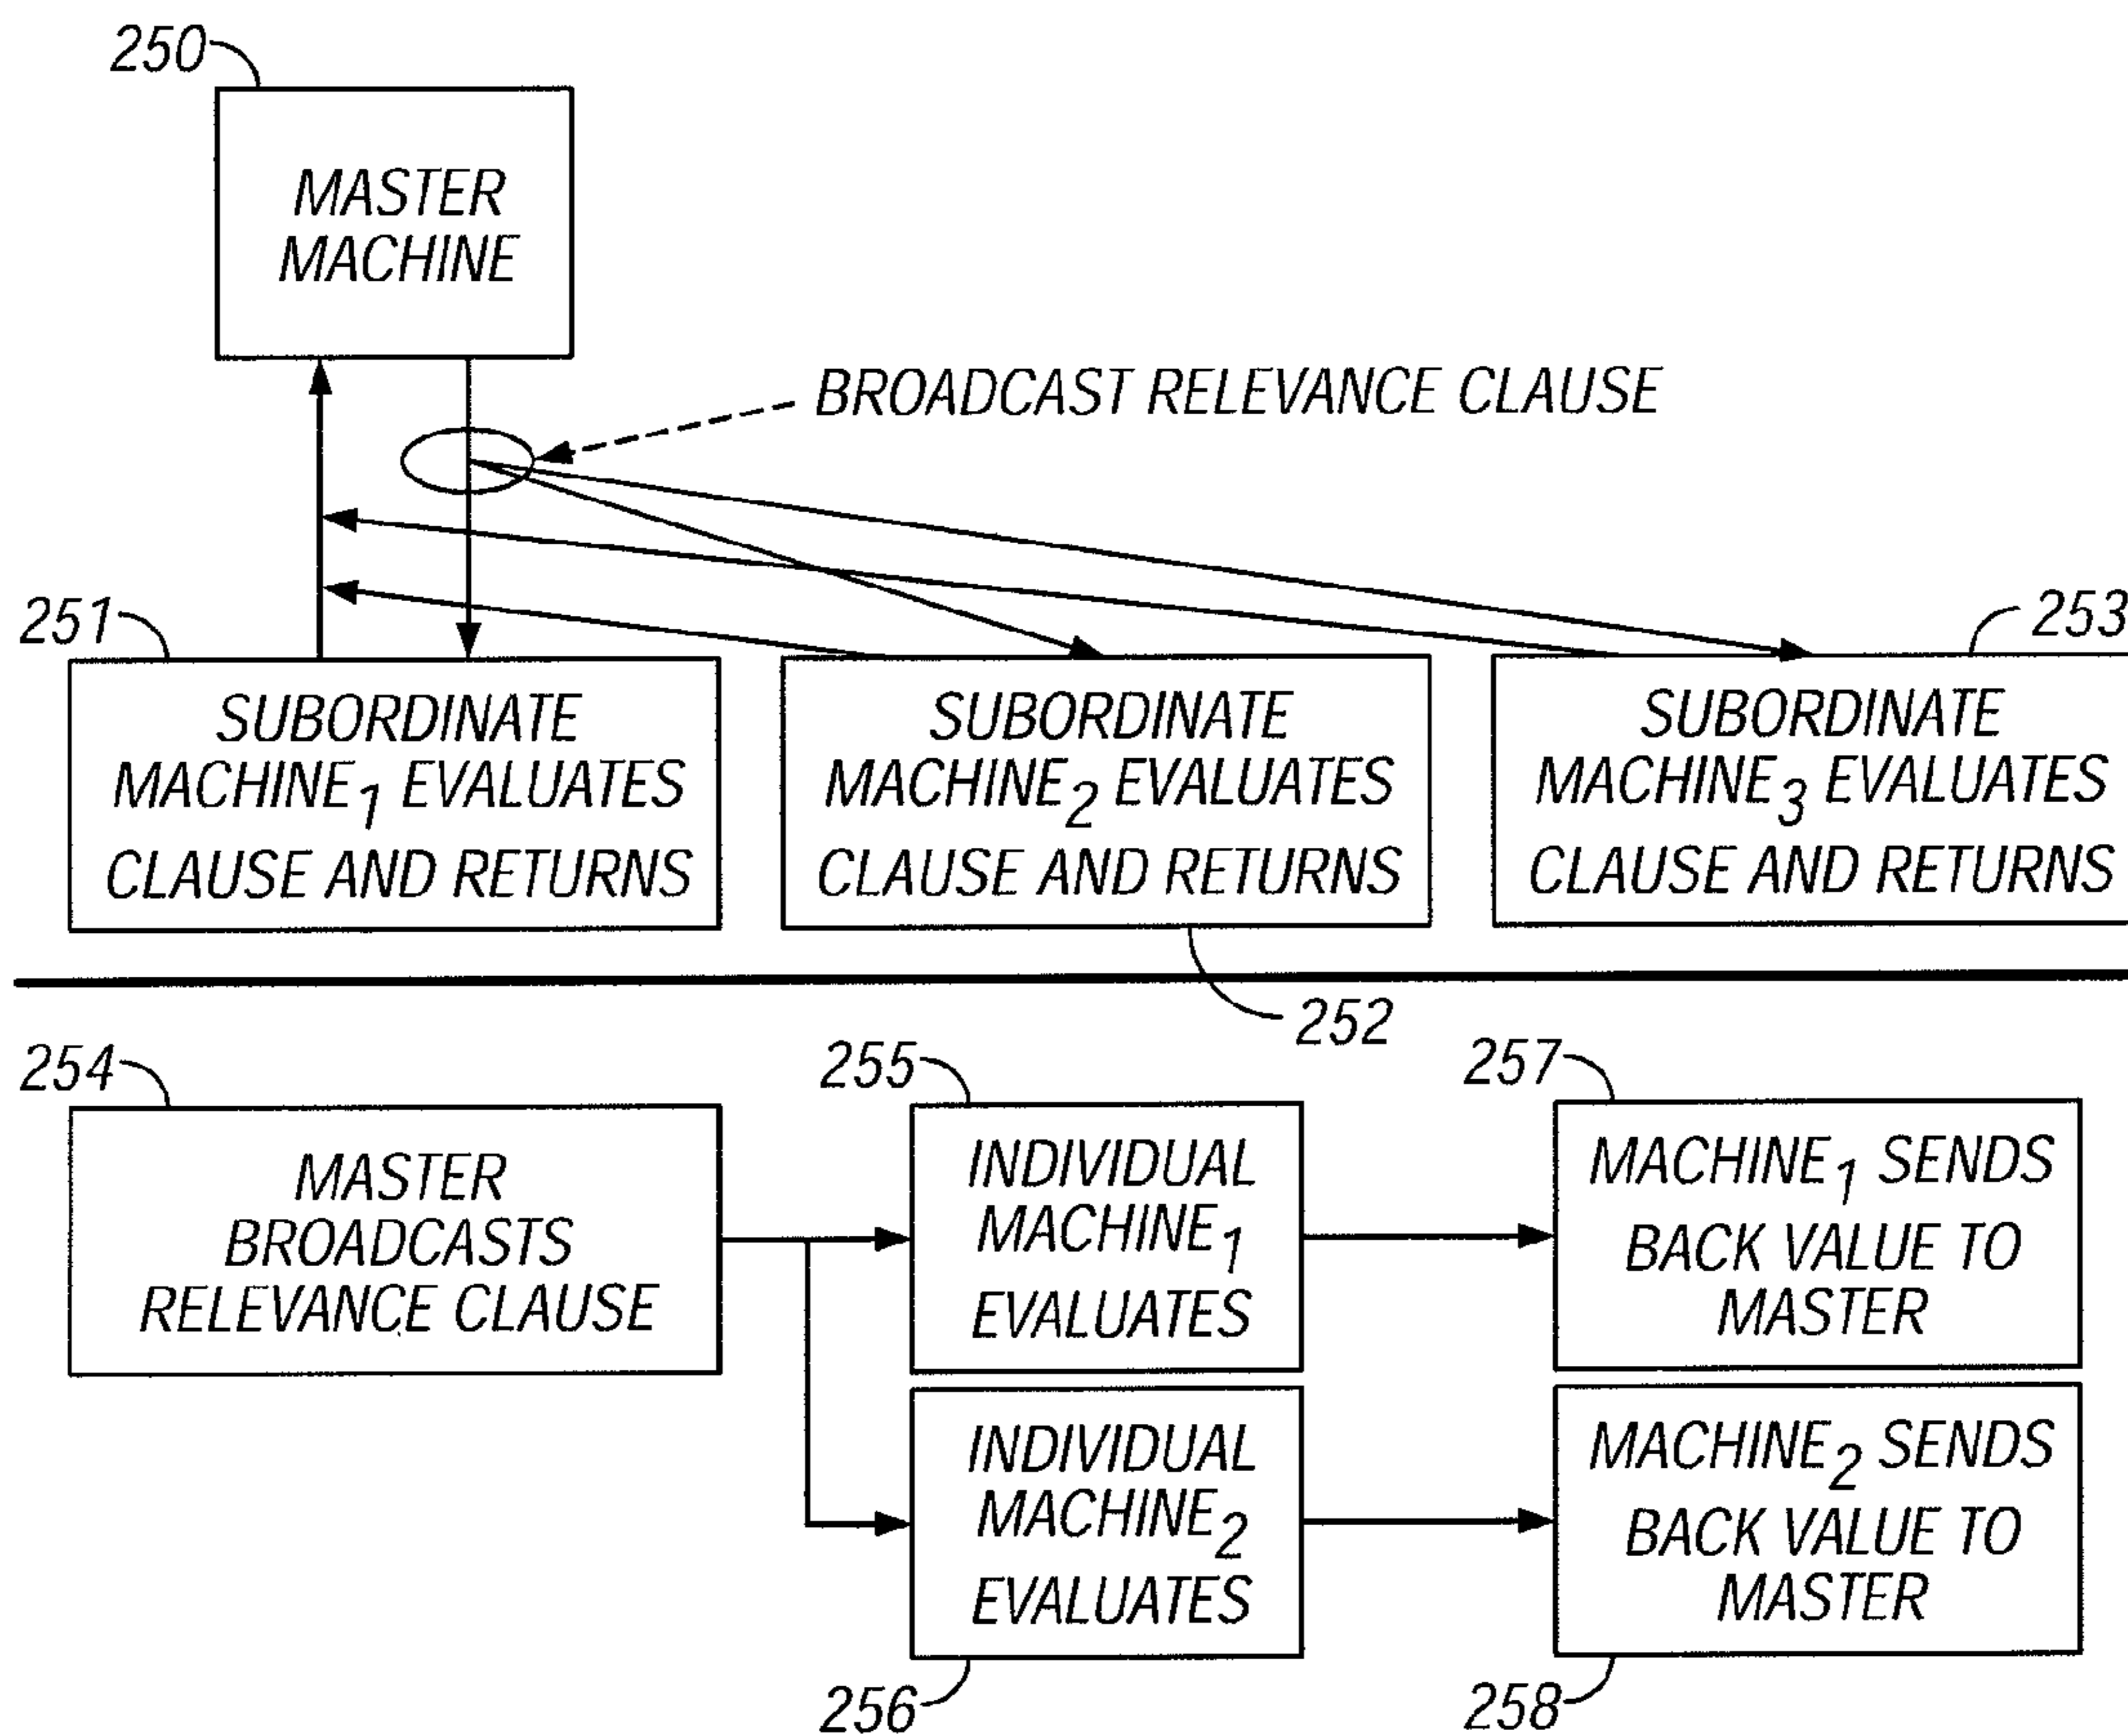 250
MASTER
MACHINE
BROADCAST RELEVANCE CLAUSE
251
253
SUBORDINATE
MACHINE1 EVALUATES
CLAUSE AND RETURNS
SUBORDINATE
MACHINE2 EVALUATES
CLAUSE AND RETURNS
SUBORDINATE
MACHINE3 EVALUATES
CLAUSE AND RETURNS
252
254
MASTER
BROADCASTS
RELEVANCE CLAUSE
255
INDIVIDUAL
MACHINE1
EVALUATES
257
MACHINE1 SENDS
BACK VALUE TO
MASTER
INDIVIDUAL
MACHINE2
EVALUATES
256
MACHINE2 SENDS
BACK VALUE TO
MASTER
258